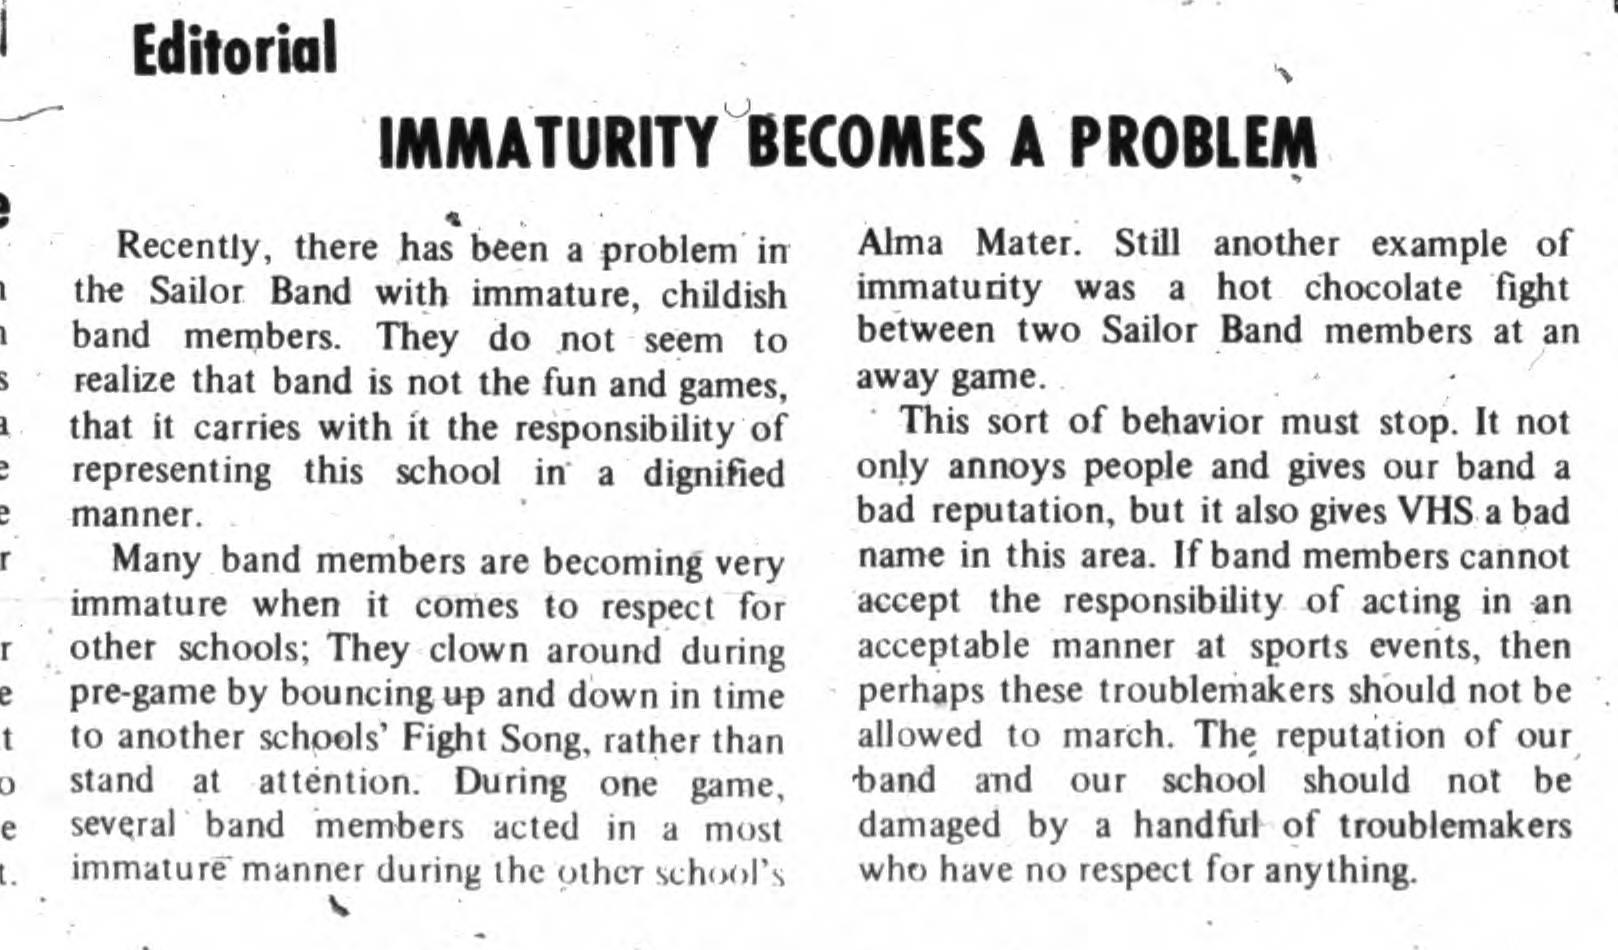 Editorial
IMMATURITY BECOMES A PROBLEM
Recently, there has been a problem in
the Sailor Band with immature, childish
band members. They do not seem to
realize that band is not the fun and games,
that it carries with it the responsibility of
representing this school in a dignified
manner.
Many band members are becoming very
immature when it comes to respect for
other schools; They clown around during
pre-game by bouncing up and down in time
to another schools' Fight Song, rather than
stand at attention. During one game,
several band members acted in a most
immature manner during the other school's
Alma Mater. Still another example of
immaturity was a hot chocolate fight
between two Sailor Band members at an
away game.
This sort of behavior must stop. It not
only annoys people and gives our band a
bad reputation, but it also gives VHS a bad
name in this area. If band members cannot
accept the responsibility of acting in an
acceptable manner at sports events, then
perhaps these troublemakers should not be
allowed to march. The reputation of our
band and our school should not be
damaged by a handful of troublemakers
who have no respect for anything.